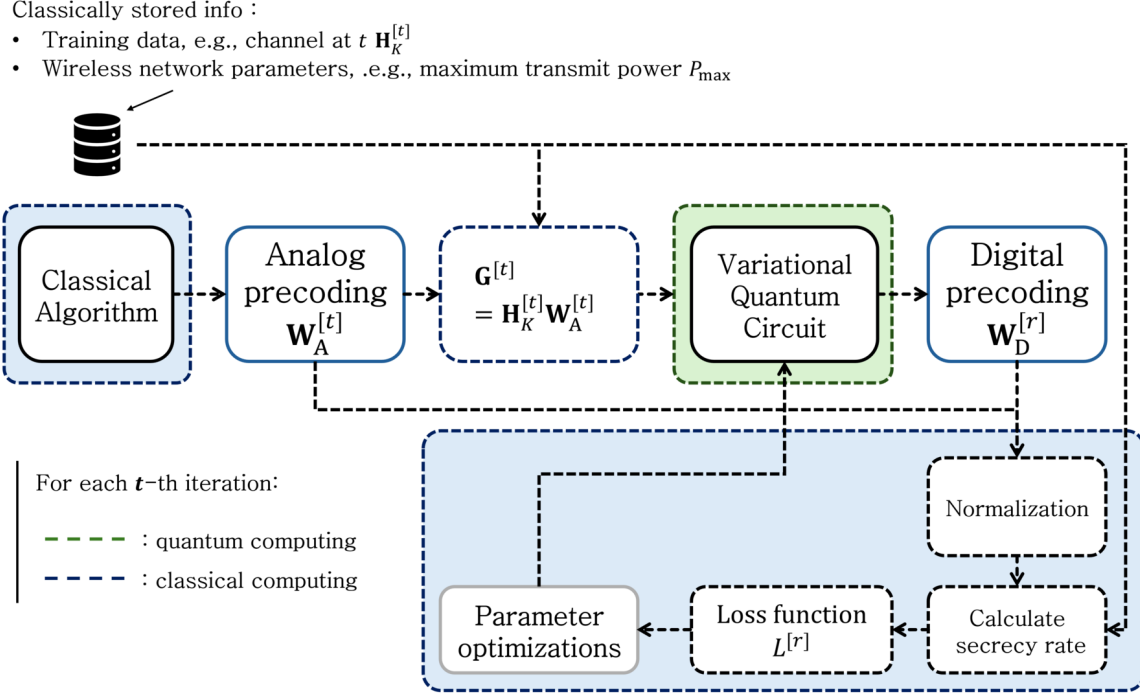 Classically stored info :
• Training data, e.g., channel at t H_K^[t]
• Wireless network parameters, .e.g., maximum transmit power P_max
Classical
Algorithm
Analog
precoding
W_A^[t]
G^[t]
= H_K^[t] W_A^[t]
Variational
Quantum
Circuit
Digital
precoding
W_D^[r]
For each t-th iteration:
: quantum computing
: classical computing
Normalization
Parameter
optimizations
Loss function
L^[r]
Calculate
secrecy rate